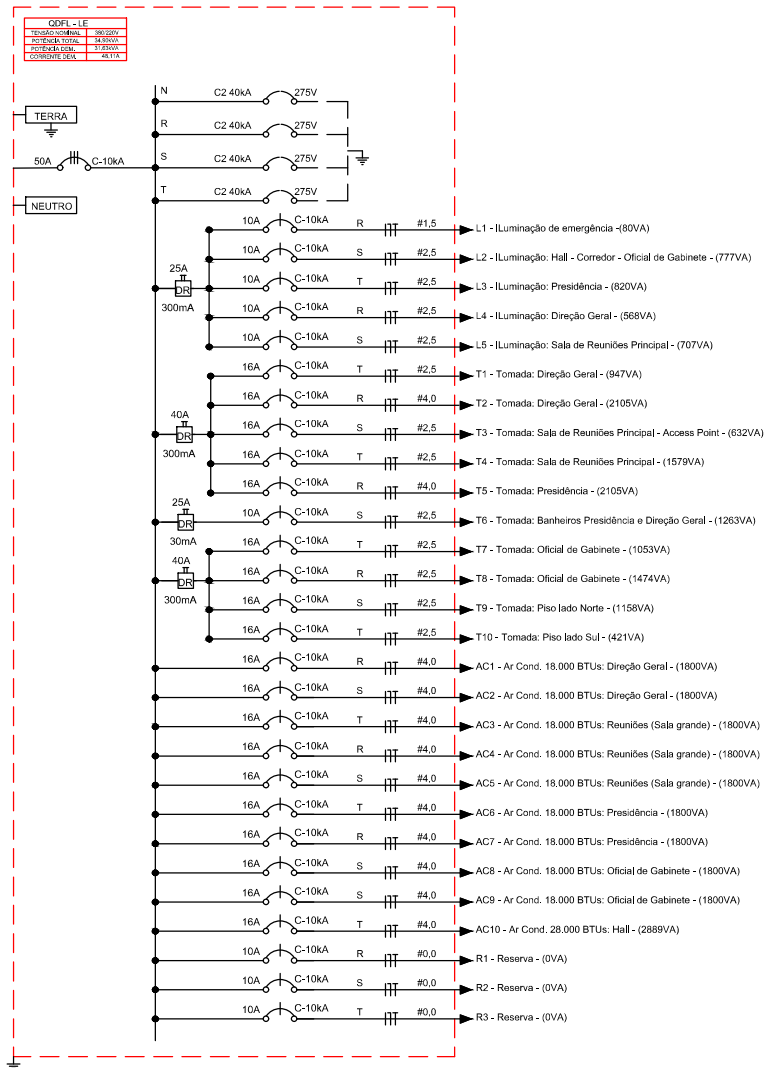 QDFL - LE
TENSÃO NOMINAL 380/220V
POTÊNCIA TOTAL 34,93kVA
POTÊNCIA DEM. 31,63kVA
CORRENTE DEM. 48,11A
N C2 40kA 275V
TERRA
R C2 40kA 275V
50A C-10kA S C2 40kA 275V
T C2 40kA 275V
NEUTRO
10A C-10kA R #1,5 L1 - ILuminação de emergência -(80VA)
10A C-10kA S #2,5 L2 - ILuminação: Hall - Corredor - Oficial de Gabinete - (777VA)
25A DR 300mA
10A C-10kA T #2,5 L3 - ILuminação: Presidência - (820VA)
10A C-10kA R #2,5 L4 - ILuminação: Direção Geral - (568VA)
10A C-10kA S #2,5 L5 - ILuminação: Sala de Reuniões Principal - (707VA)
16A C-10kA T #2,5 T1 - Tomada: Direção Geral - (947VA)
16A C-10kA R #4,0 T2 - Tomada: Direção Geral - (2105VA)
40A DR 300mA
16A C-10kA S #2,5 T3 - Tomada: Sala de Reuniões Principal - Access Point - (632VA)
16A C-10kA T #2,5 T4 - Tomada: Sala de Reuniões Principal - (1579VA)
16A C-10kA R #4,0 T5 - Tomada: Presidência - (2105VA)
25A DR 30mA
10A C-10kA S #2,5 T6 - Tomada: Banheiros Presidência e Direção Geral - (1263VA)
16A C-10kA T #2,5 T7 - Tomada: Oficial de Gabinete - (1053VA)
40A DR 300mA
16A C-10kA R #2,5 T8 - Tomada: Oficial de Gabinete - (1474VA)
16A C-10kA S #2,5 T9 - Tomada: Piso lado Norte - (1158VA)
16A C-10kA T #2,5 T10 - Tomada: Piso lado Sul - (421VA)
16A C-10kA R #4,0 AC1 - Ar Cond. 18.000 BTUs: Direção Geral - (1800VA)
16A C-10kA S #4,0 AC2 - Ar Cond. 18.000 BTUs: Direção Geral - (1800VA)
16A C-10kA T #4,0 AC3 - Ar Cond. 18.000 BTUs: Reuniões (Sala grande) - (1800VA)
16A C-10kA R #4,0 AC4 - Ar Cond. 18.000 BTUs: Reuniões (Sala grande) - (1800VA)
16A C-10kA S #4,0 AC5 - Ar Cond. 18.000 BTUs: Reuniões (Sala grande) - (1800VA)
16A C-10kA T #4,0 AC6 - Ar Cond. 18.000 BTUs: Presidência - (1800VA)
16A C-10kA R #4,0 AC7 - Ar Cond. 18.000 BTUs: Presidência - (1800VA)
16A C-10kA S #4,0 AC8 - Ar Cond. 18.000 BTUs: Oficial de Gabinete - (1800VA)
16A C-10kA S #4,0 AC9 - Ar Cond. 18.000 BTUs: Oficial de Gabinete - (1800VA)
16A C-10kA T #4,0 AC10 - Ar Cond. 28.000 BTUs: Hall - (2889VA)
10A C-10kA R #0,0 R1 - Reserva - (0VA)
10A C-10kA S #0,0 R2 - Reserva - (0VA)
10A C-10kA T #0,0 R3 - Reserva - (0VA)